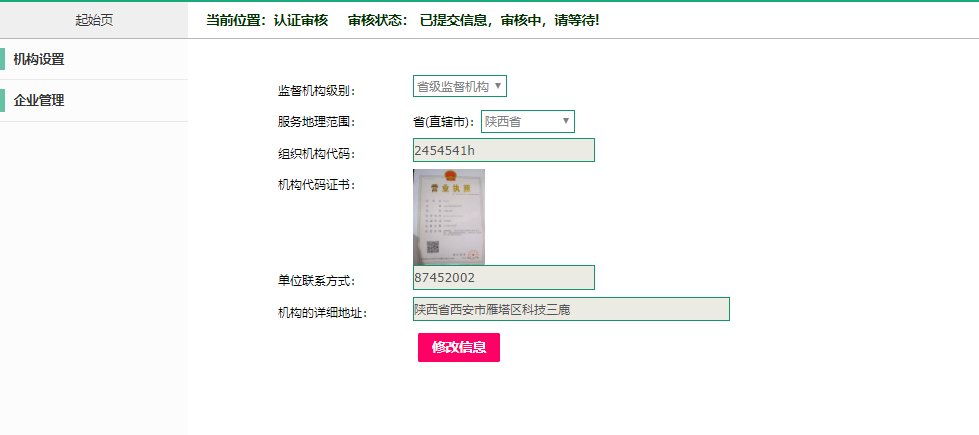 起始页
当前位置：认证审核 审核状态： 已提交信息，审核中，请等待!
机构设置
企业管理
监督机构级别：
省级监督机构
服务地理范围：
省(直辖市)：
陕西省
组织机构代码：
2454541h
机构代码证书：
营业执照
单位联系方式：
87452002
机构的详细地址：
陕西省西安市雁塔区科技三鹿
修改信息